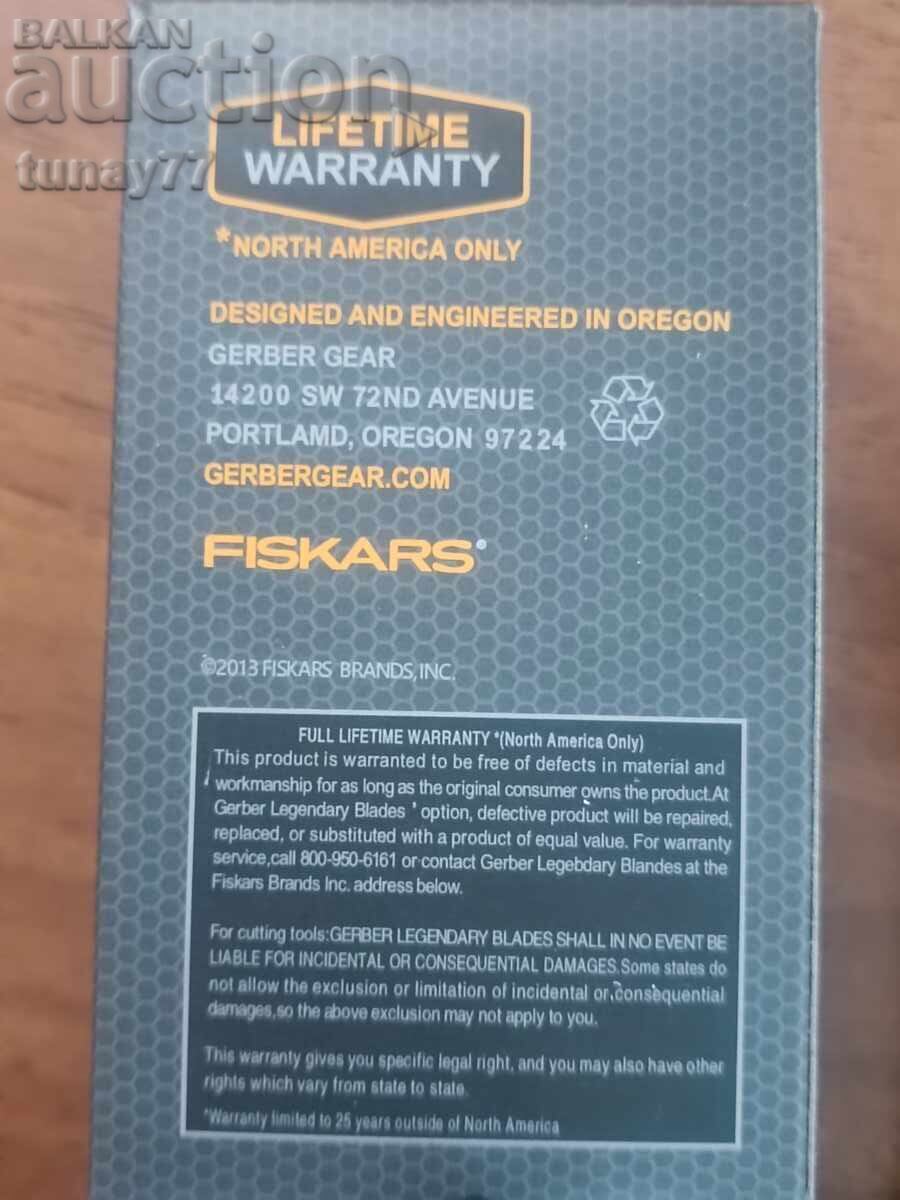 BALKAN
auction
tunay77
LIFETIME
WARRANTY
*NORTH AMERICA ONLY
DESIGNED AND ENGINEERED IN OREGON
GERBER GEAR
14200 SW 72ND AVENUE
PORTLAMD, OREGON 97224
GERBERGEAR.COM
FISKARS®
©2013 FISKARS BRANDS,INC.
FULL LIFETIME WARRANTY *(North America Only)
This product is warranted to be free of defects in material and
workmanship for as long as the original consumer owns the product.At
Gerber Legendary Blades ' option, defective product will be repaired,
replaced, or substituted with a product of equal value. For warranty
service,call 800-950-6161 or contact Gerber Legebdary Blandes at the
Fiskars Brands Inc. address below.
For cutting tools:GERBER LEGENDARY BLADES SHALL IN NO EVENT BE
LIABLE FOR INCIDENTAL OR CONSEQUENTIAL DAMAGES.Some states do
not allow the exclusion or limitation of incidental or consequential
damages,so the above exclusion may not apply to you.
This warranty gives you specific legal right, and you may also have other
rights which vary from state to state.
*Warranty limited to 25 years outside of North America